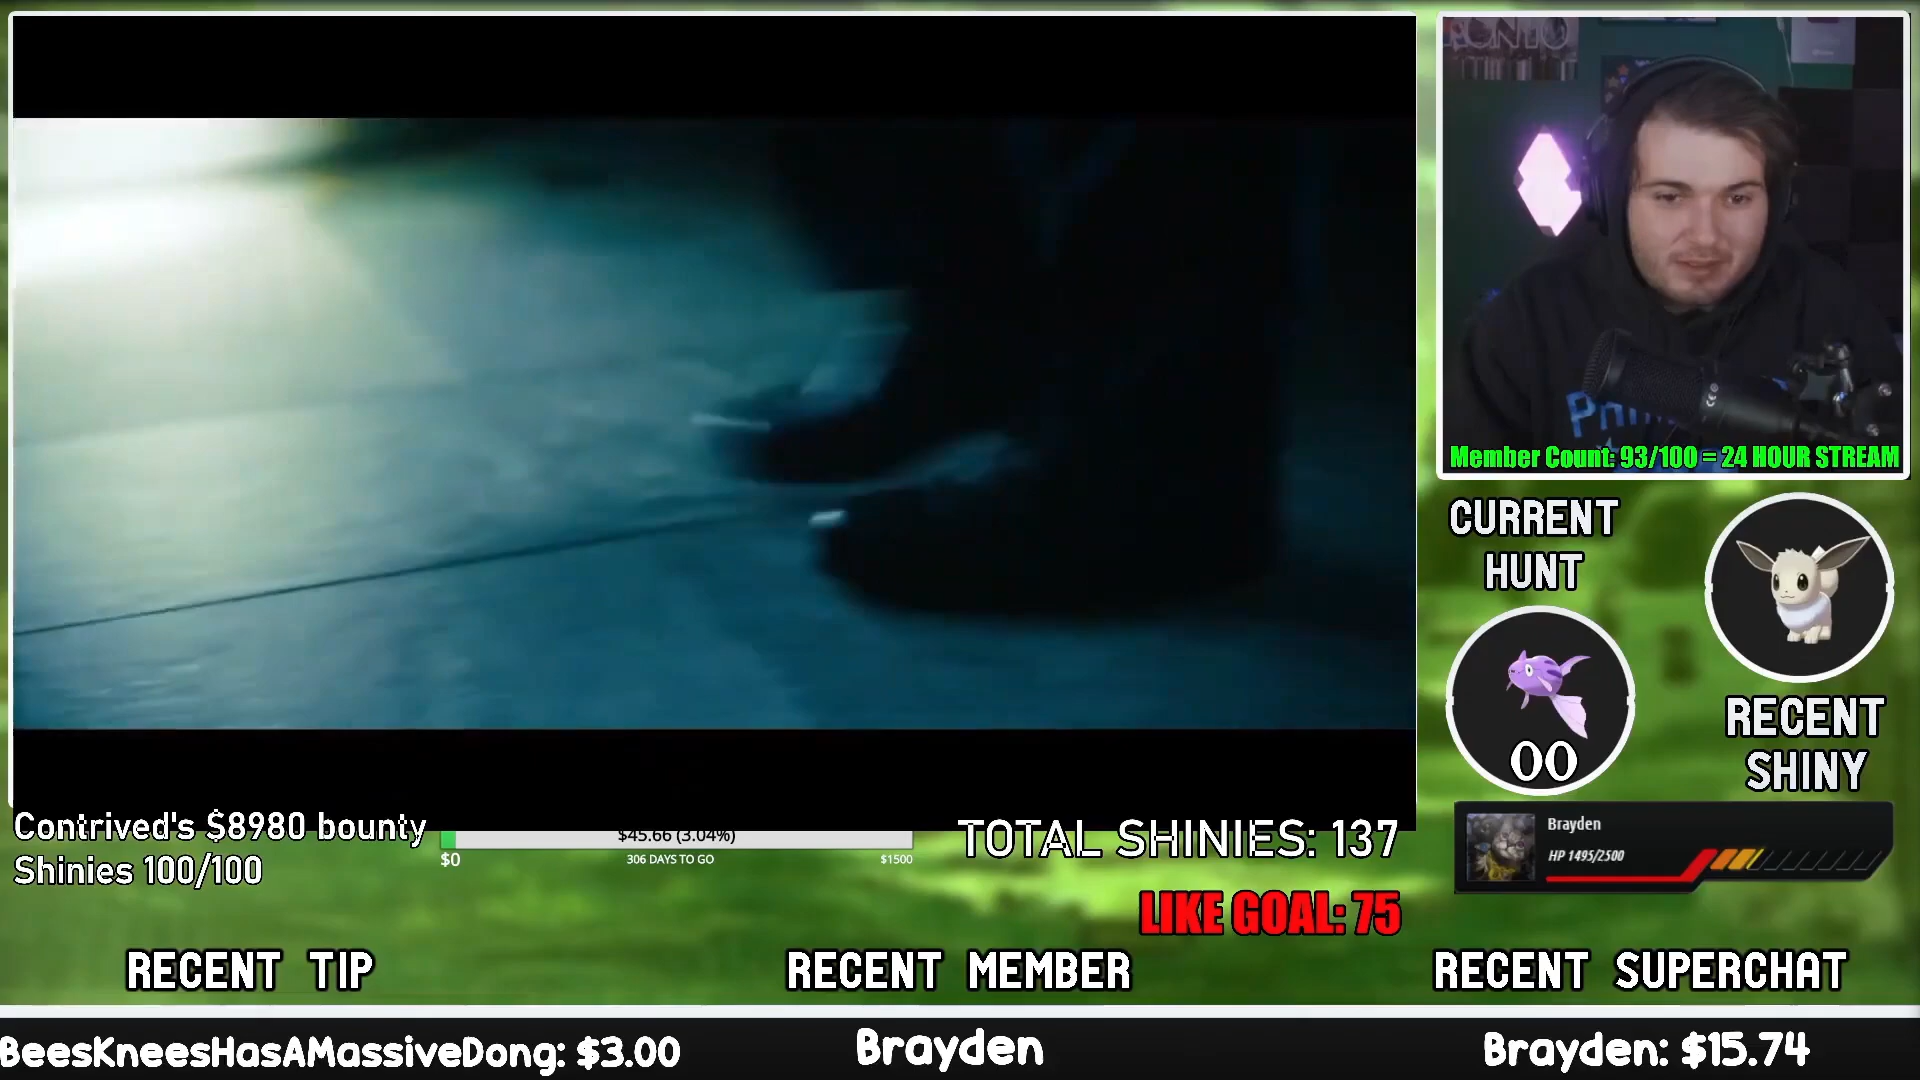 Member Count: 93/100 = 24 HOUR STREAM
CURRENT
HUNT
00
RECENT
SHINY
Contrived's $8980 bounty
Shinies 100/100
$45.66 (3.04%)
$0
306 DAYS TO GO
$1500
TOTAL SHINIES: 137
LIKE GOAL: 75
Brayden
HP 1495/2500
RECENT TIP
RECENT MEMBER
RECENT SUPERCHAT
BeesKneesHasAMassiveDong: $3.00
Brayden
Brayden: $15.74